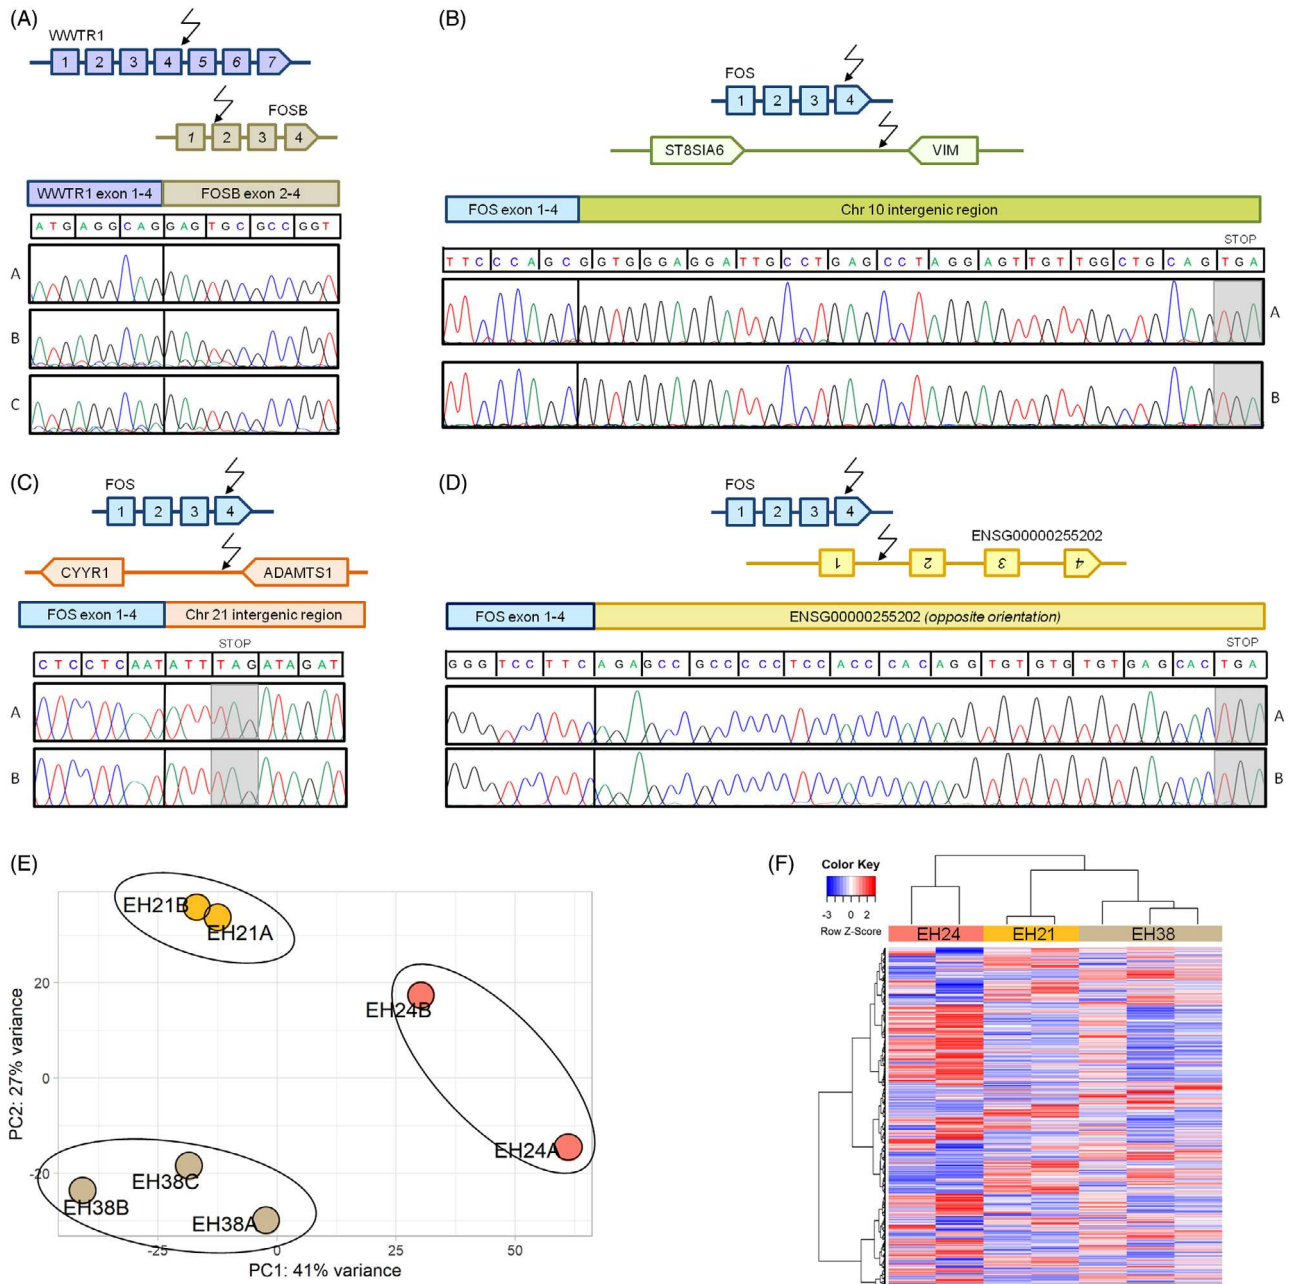 (A)
WWTR1
1 2 3 4 5 6 7
FOSB
1 2 3 4
WWTR1 exon 1-4 FOSB exon 2-4
A T G A G G C A G G A G T G C G C C G G T
A
B
C
(B)
FOS
1 2 3 4
ST8SIA6 VIM
FOS exon 1-4 Chr 10 intergenic region
STOP
T T C C C A G C G G T G G G A G G A T T G C C T G A G C C T A G G A G T T G T T G G C T G C A G T G A
A
B
(C)
FOS
1 2 3 4
CYYR1 ADAMTS1
FOS exon 1-4 Chr 21 intergenic region
STOP
C T C C T C A A T A T T T A G A T A G A T
A
B
(D)
FOS
1 2 3 4
ENSG00000255202
1 2 3 4
FOS exon 1-4 ENSG00000255202 (opposite orientation)
STOP
G G G T C C T T C A G A G C C G C C C C C T C C A C C C A C A G G T G T G T G T G T G A G C A C T G A
A
B
(E)
EH21B
EH21A
EH24B
EH24A
EH38C
EH38B
EH38A
20
0
-20
PC2: 27% variance
-25 0 25 50
PC1: 41% variance
(F)
Color Key
-3 0 2
Row Z-Score
EH24 EH21 EH38